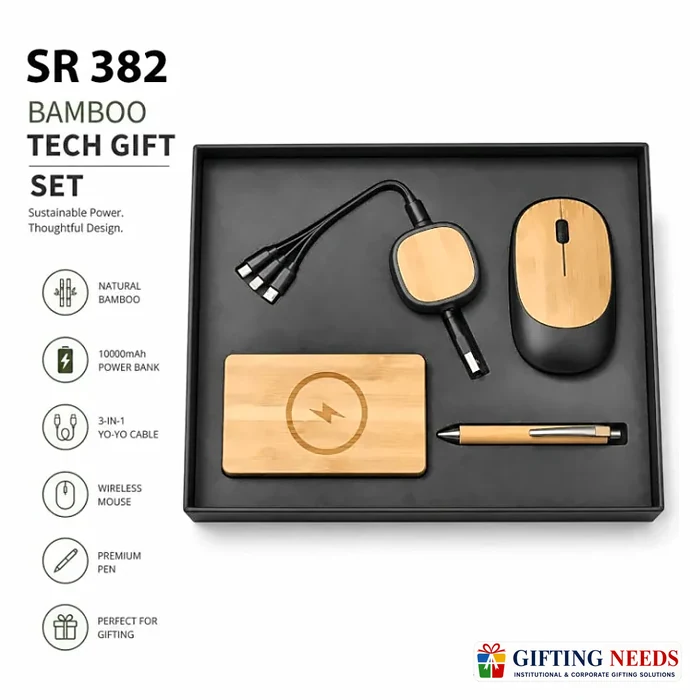 SR 382
BAMBOO
TECH GIFT
SET
Sustainable Power.
Thoughtful Design.
NATURAL
BAMBOO
10000mAh
POWER BANK
3-IN-1
YO-YO CABLE
WIRELESS
MOUSE
PREMIUM
PEN
PERFECT FOR
GIFTING
GIFTING NEEDS
INSTITUTIONAL & CORPORATE GIFTING SOLUTIONS